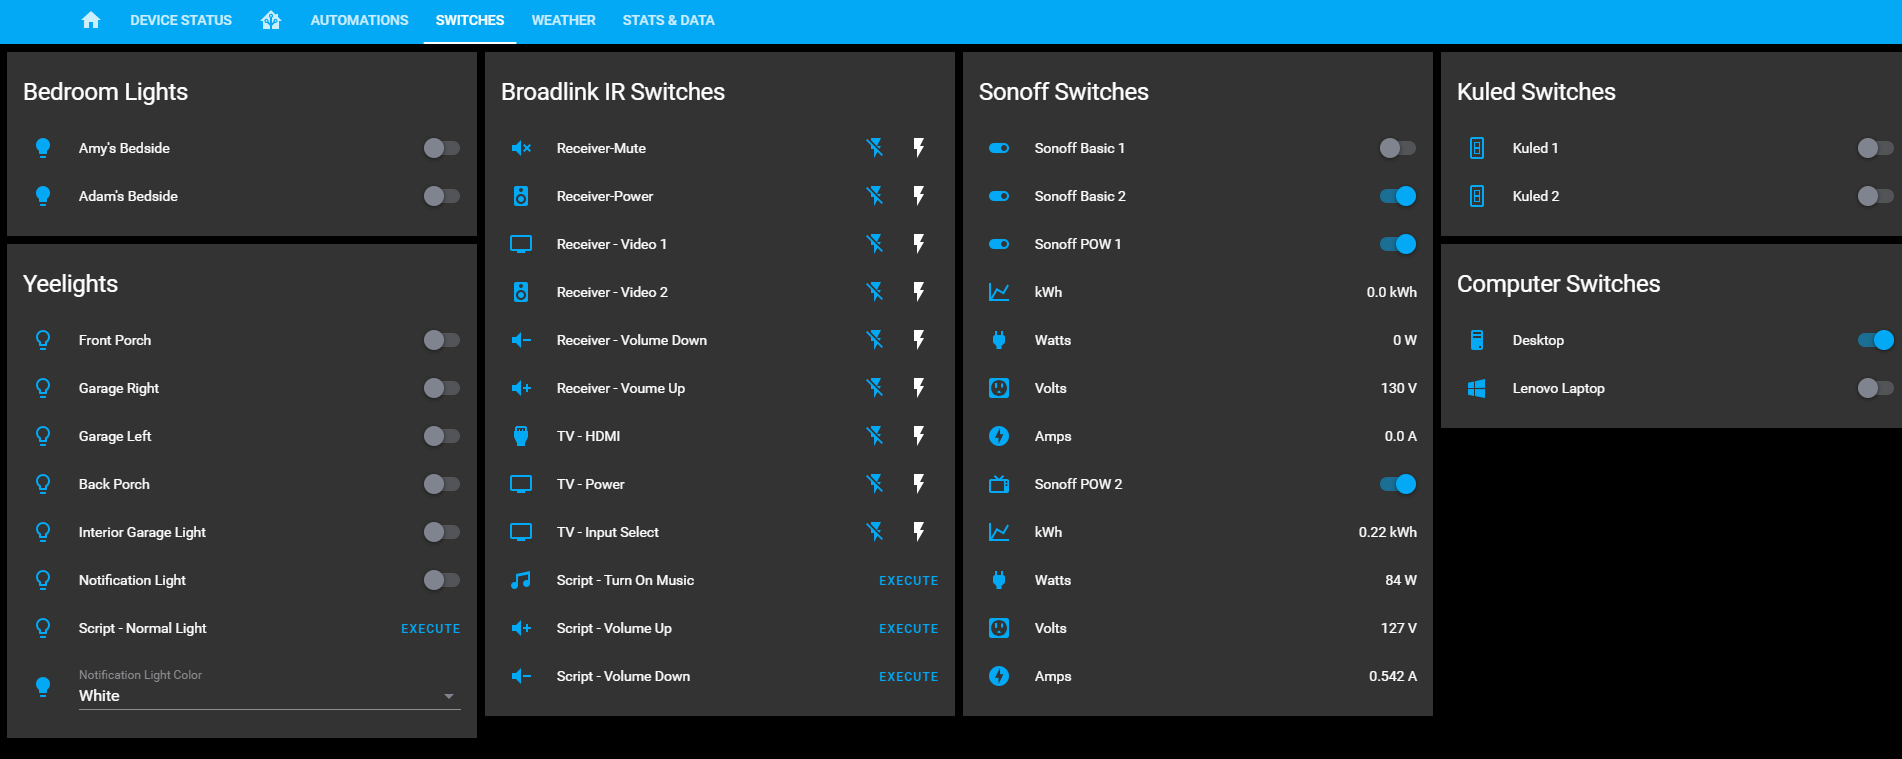 DEVICE STATUS AUTOMATIONS SWITCHES WEATHER STATS & DATA
Bedroom Lights
Amy's Bedside
Adam's Bedside
Yeelights
Front Porch
Garage Right
Garage Left
Back Porch
Interior Garage Light
Notification Light
Script - Normal Light EXECUTE
Notification Light Color
White
Broadlink IR Switches
Receiver-Mute
Receiver-Power
Receiver - Video 1
Receiver - Video 2
Receiver - Volume Down
Receiver - Voume Up
TV - HDMI
TV - Power
TV - Input Select
Script - Turn On Music EXECUTE
Script - Volume Up EXECUTE
Script - Volume Down EXECUTE
Sonoff Switches
Sonoff Basic 1
Sonoff Basic 2
Sonoff POW 1
kWh 0.0 kWh
Watts 0 W
Volts 130 V
Amps 0.0 A
Sonoff POW 2
kWh 0.22 kWh
Watts 84 W
Volts 127 V
Amps 0.542 A
Kuled Switches
Kuled 1
Kuled 2
Computer Switches
Desktop
Lenovo Laptop